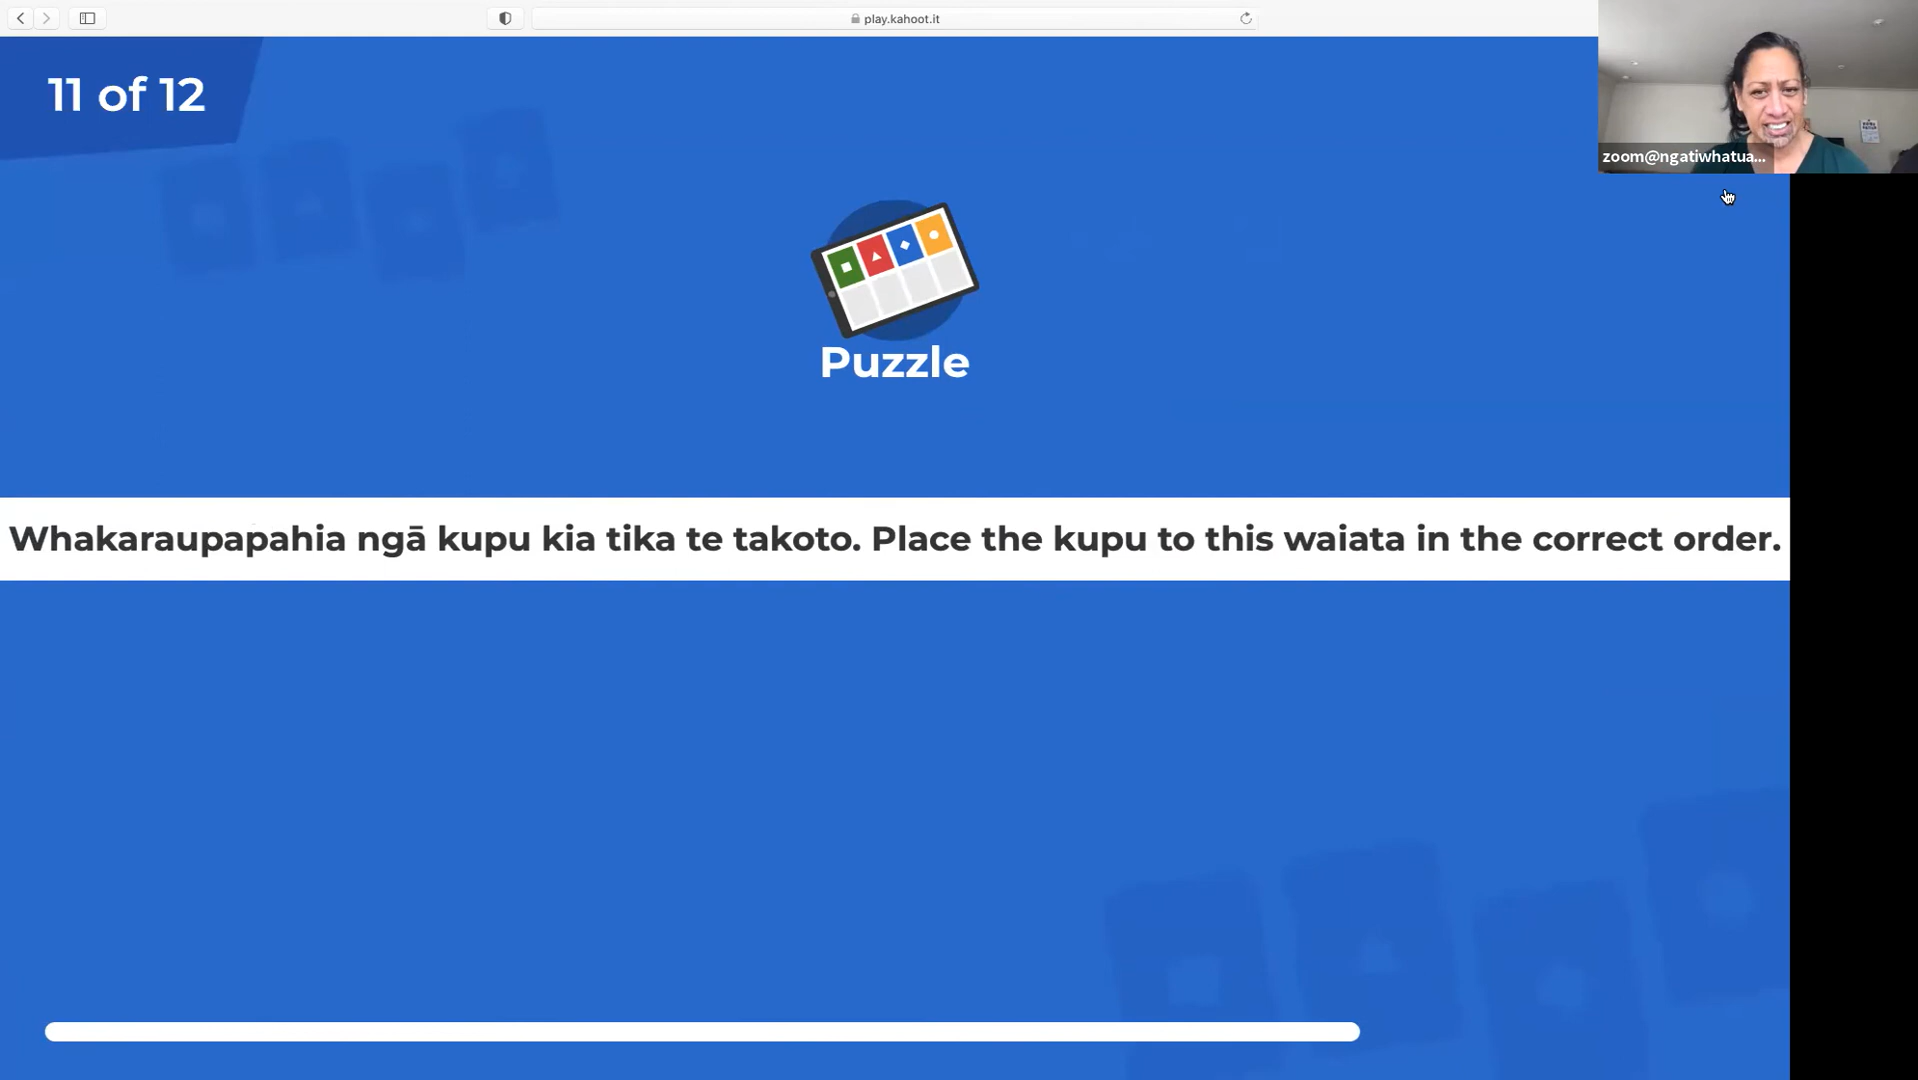 play.kahoot.it
11 of 12
zoom@ngatiwhatua...
Puzzle
Whakaraupapahia ngā kupu kia tika te takoto. Place the kupu to this waiata in the correct order.